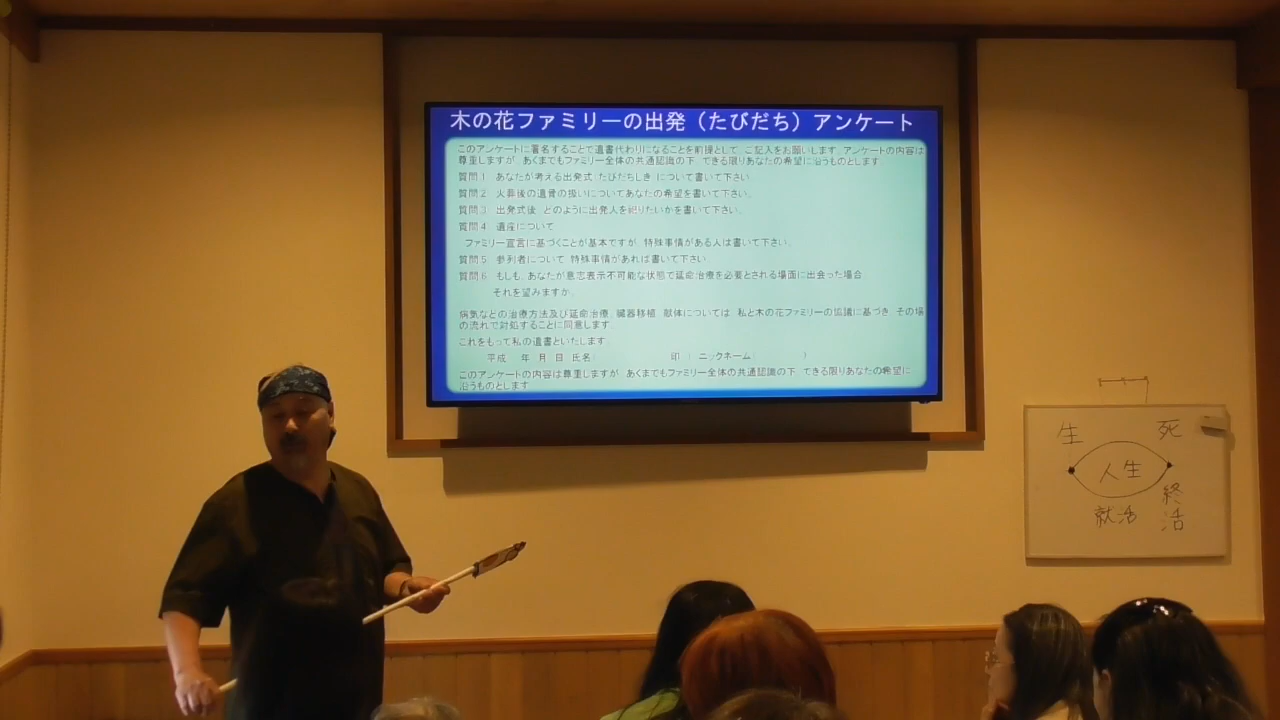 木の花ファミリーの出発（たびだち）アンケート
このアンケートに署名することで遺書代わりになることを前提として、ご記入をお願いします。アンケートの内容は
尊重しますが、あくまでもファミリー全体の共通認識の下、できる限りあなたの希望に沿うものとします。
質問.1 あなたが考える出発式（たびだちしき）について書いて下さい。
質問.2 火葬後の遺骨の扱いについてあなたの希望を書いて下さい。
質問.3 出発式後、どのように出発人を祀りたいかを書いて下さい。
質問.4 遺産について
ファミリー宣言に基づくことが基本ですが、特殊事情がある人は書いて下さい。
質問.5 参列者について、特殊事情があれば書いて下さい。
質問.6 もしも、あなたが意志表示不可能な状態で延命治療を必要とされる場面に出会った場合、
それを望みますか。
病気などの治療方法及び延命治療、臓器移植、献体については、私と木の花ファミリーの協議に基づき、その場
の流れで対処することに同意します。
これをもって私の遺書といたします。
平成 年 月 日 氏名 印（ニックネーム ）
このアンケートの内容は尊重しますが、あくまでもファミリー全体の共通認識の下、できる限りあなたの希望に
沿うものとします。
生 死
人生
就活 終活